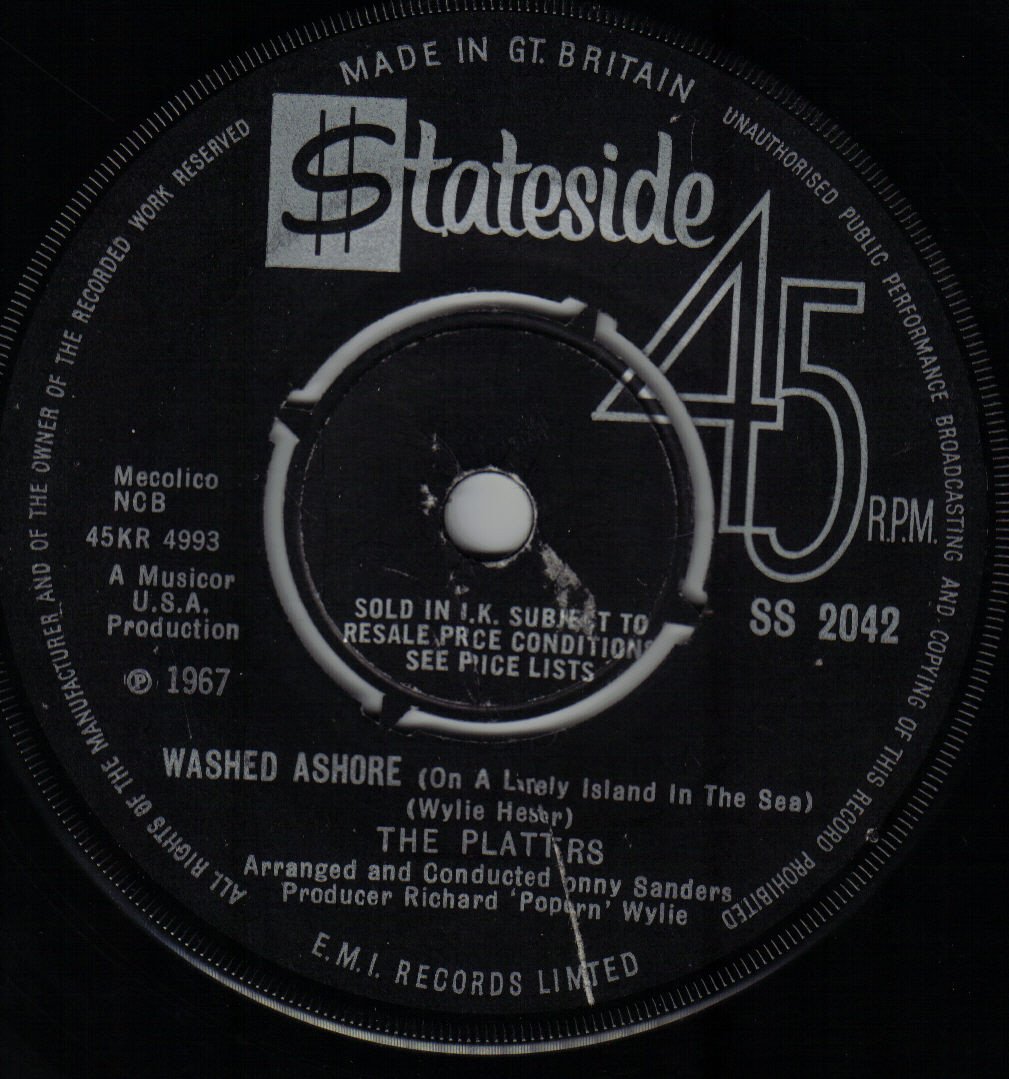 MADE IN GT. BRITAIN
$tateside
45
R.P.M.
UNAUTHORISED PUBLIC PERFORMANCE BROADCASTING AND COPYING OF THIS RECORD PROHIBITED
ALL RIGHTS OF THE MANUFACTURER AND OF THE OWNER OF THE RECORDED WORK RESERVED
Mecolico
NCB
45KR 4993
A Musicor
U.S.A.
Production
℗ 1967
SOLD IN .K. SUBJECT TO
RESALE PRCE CONDITIONS
SEE PRICE LISTS
SS 2042
WASHED ASHORE (On A Lonely Island In The Sea)
(Wylie Hester)
THE PLATTERS
Arranged and Conducted onny Sanders
Producer Richard 'Popcorn' Wylie
E.M.I. RECORDS LIMITED